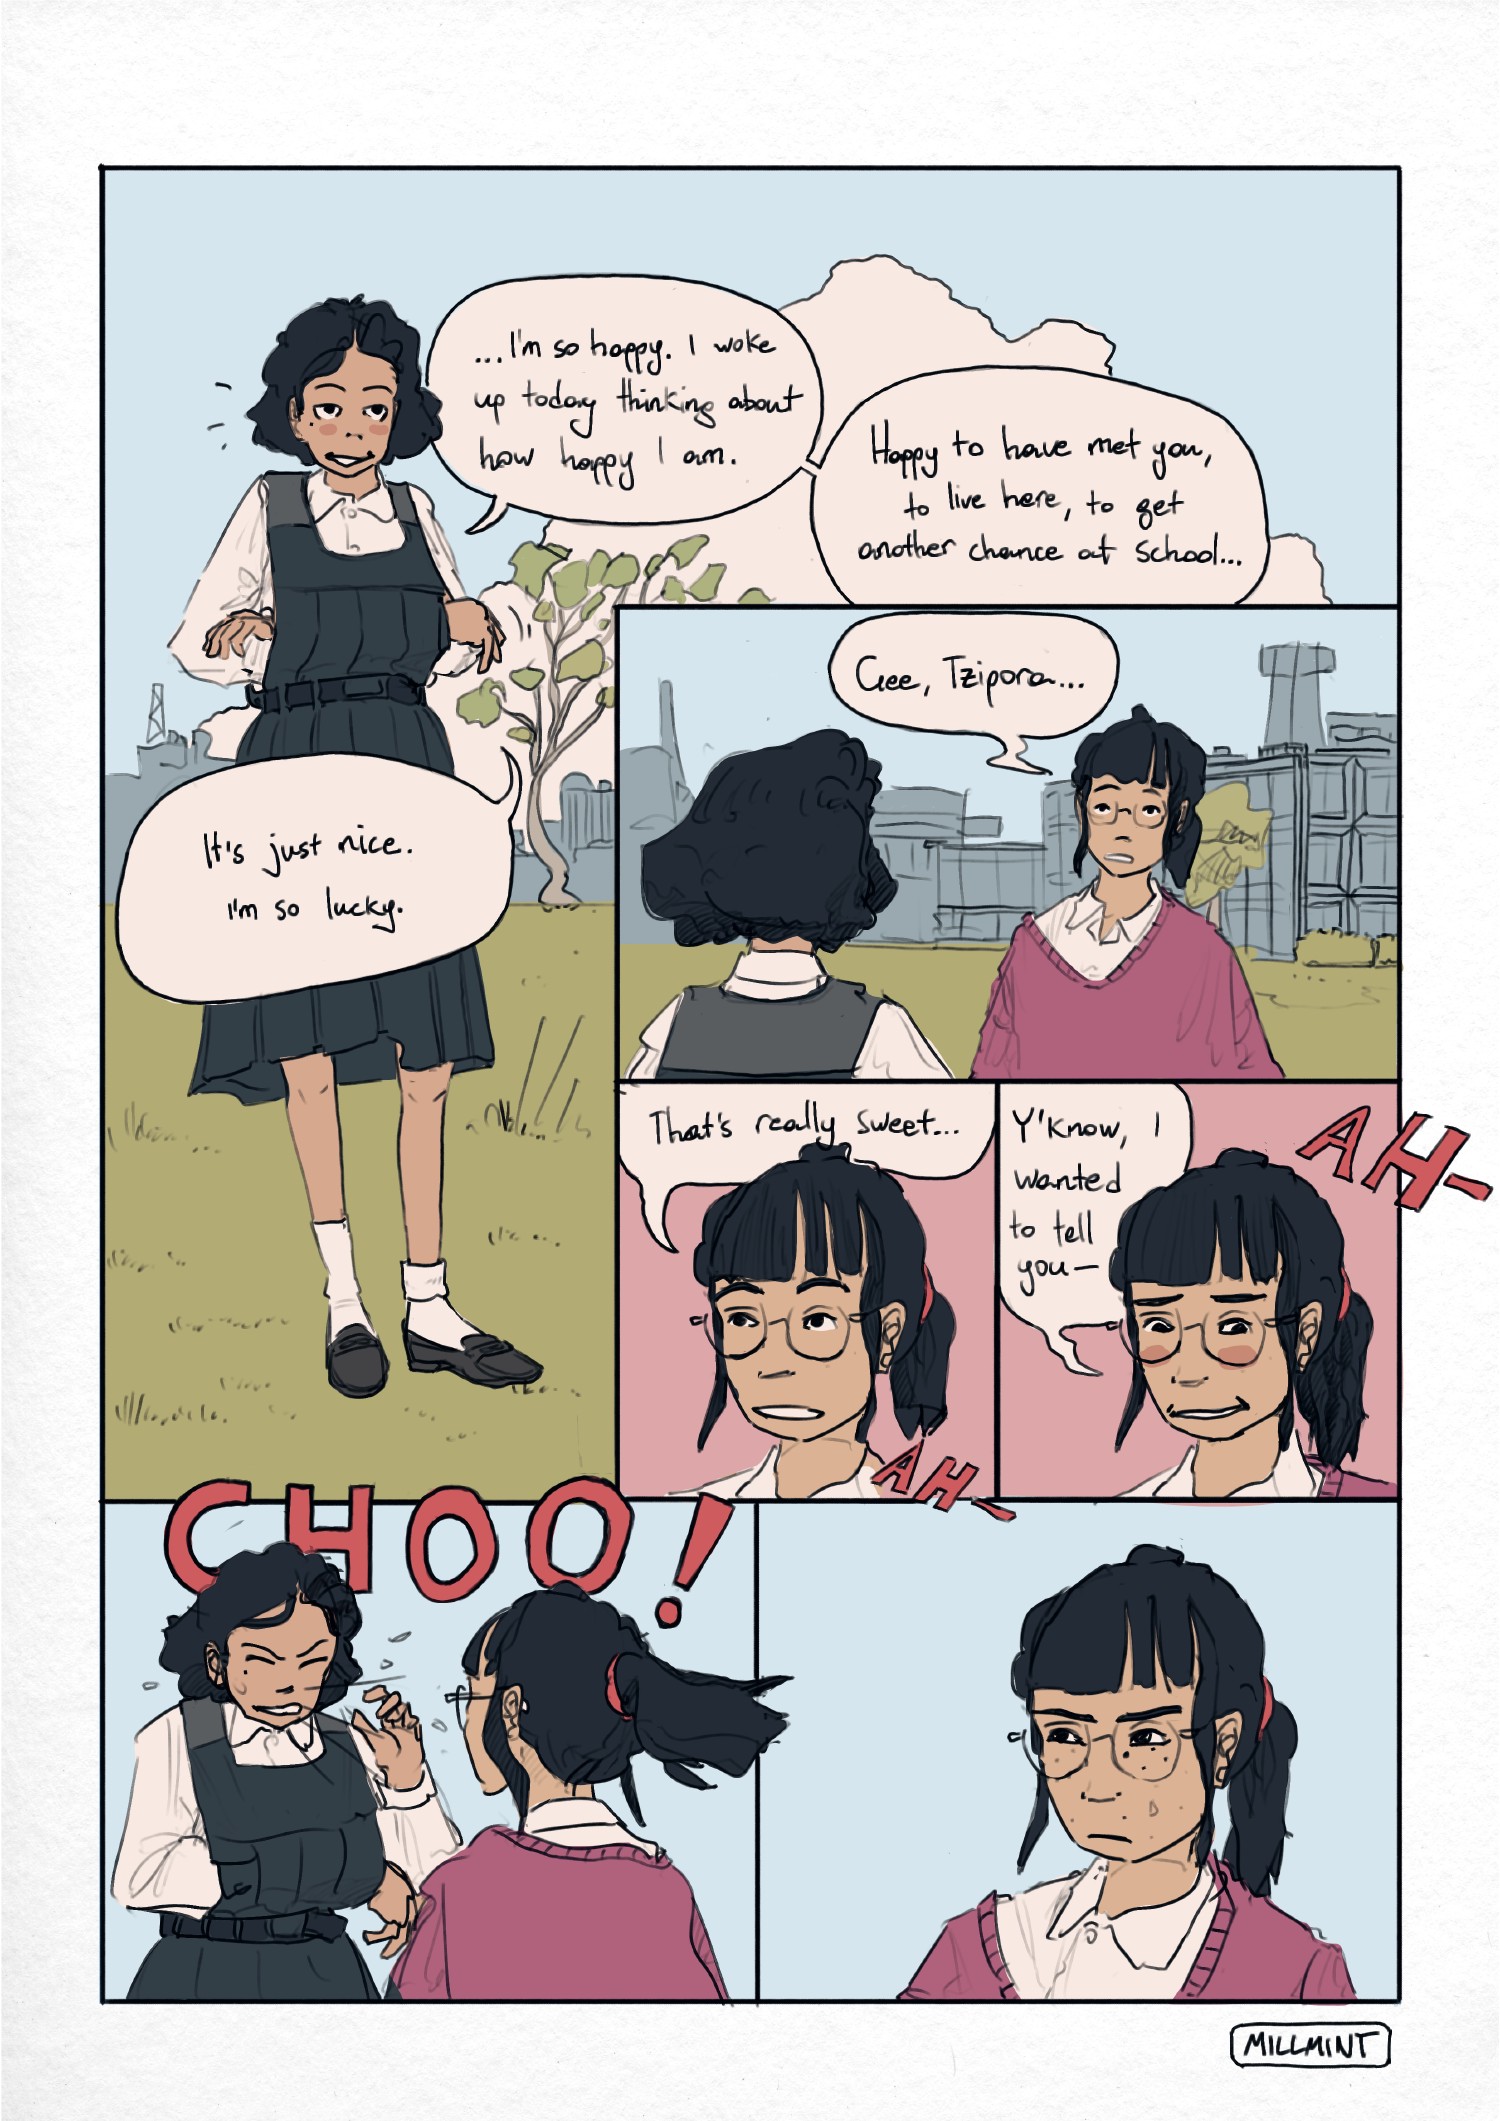 ...I'm so happy. I woke
up today thinking about
how happy I am.
Happy to have met you,
to live here, to get
another chance at school...
It's just nice.
I'm so lucky.
Gee, Tzipora...
That's really sweet...
AH-
Y'know, I
wanted
to tell
you—
AH-
CHOO!
MILLMINT